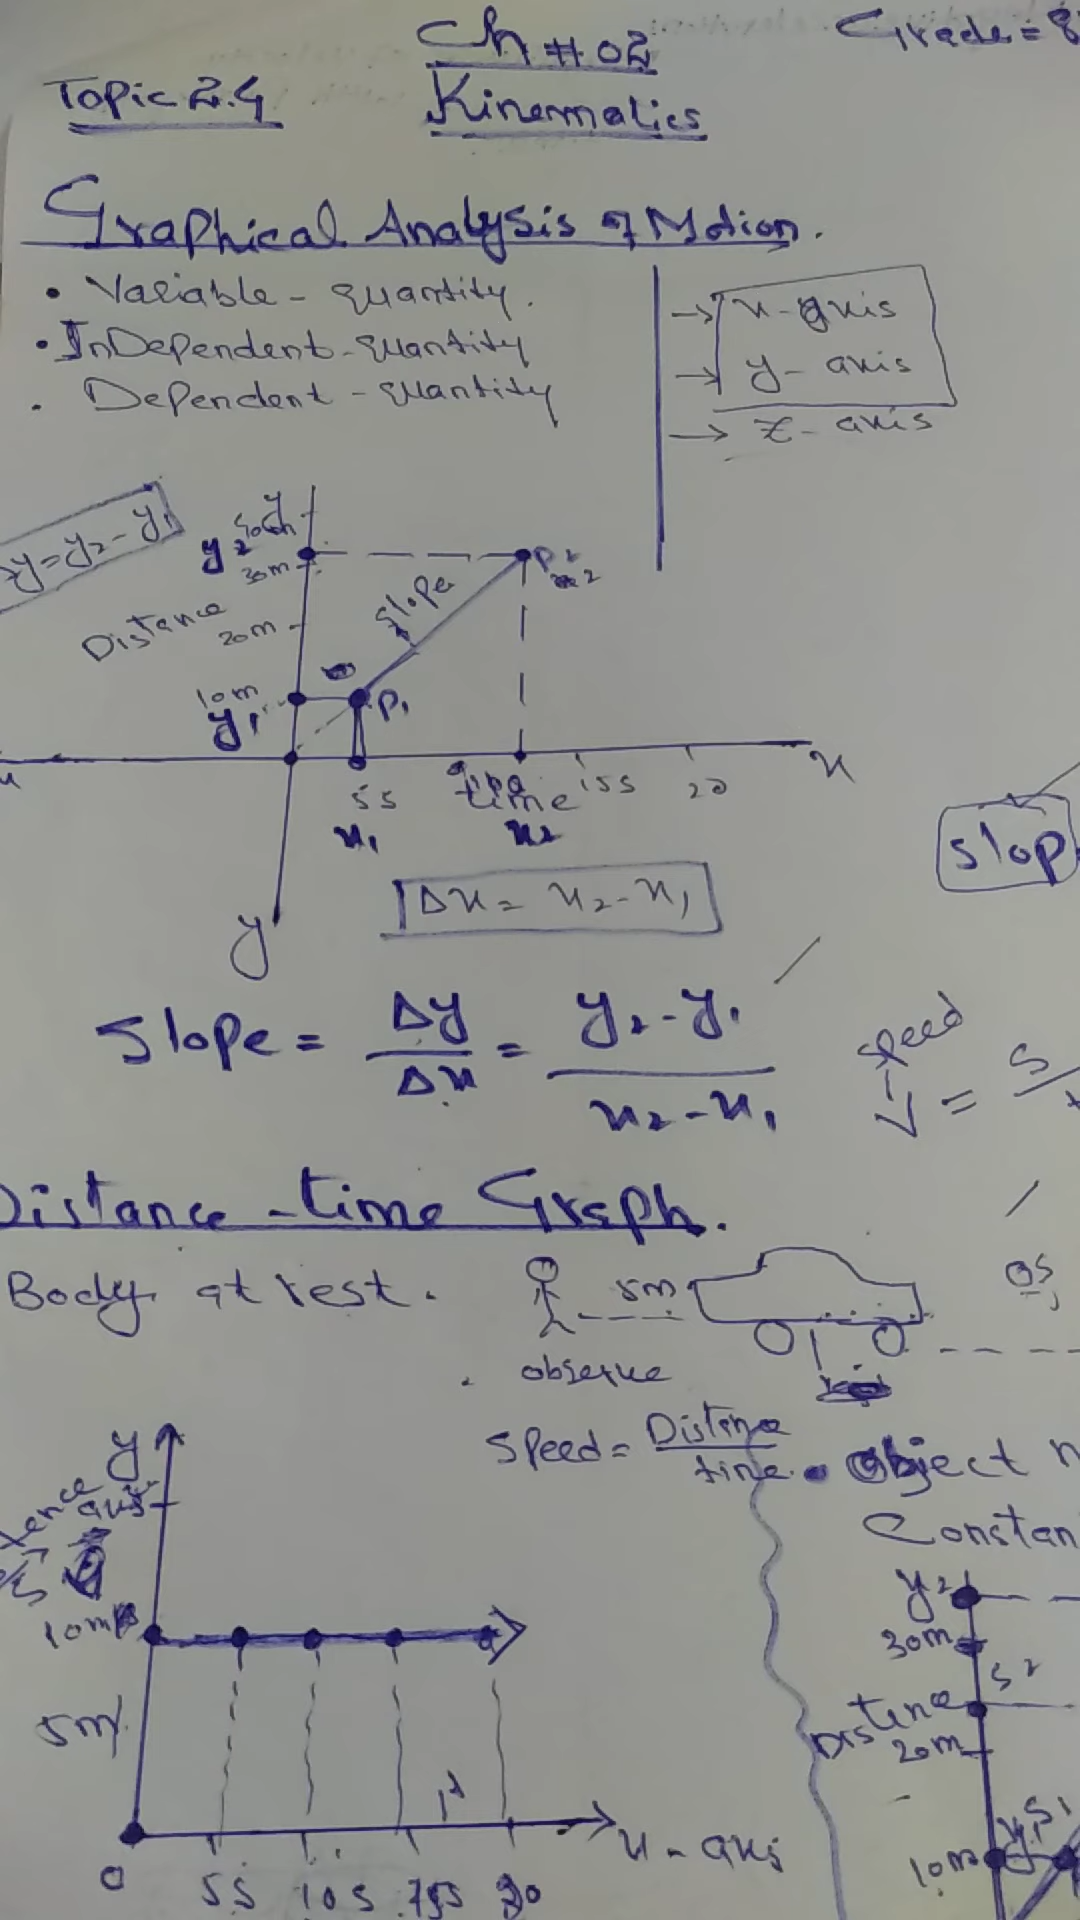 Ch # 02
Grade = 8
Topic 2.4
Kinematics
Graphical Analysis of Motion.
• Variable - quantity.
• InDependent - quantity
. Dependent - quantity
→ x-axis
→ y-axis
→ z-axis
y = y2 - y1
y
y2
30m
Distance
20m
10m
y1
slope
P2
P1
x
x
5s
time
15s
20
x1
x2
y
Δx = x2 - x1
Slop
Slope = Δy/Δx = y2-y1/x2-x1
speed
v = S/t
Distance - time Graph.
Body at rest.
5m
observe
Speed = Distance/time
• Object
Constan
y
axis
10m
5m
0
5s
10s
20
x-axis
y2
30m
S2
Distance
20m
S1
10m